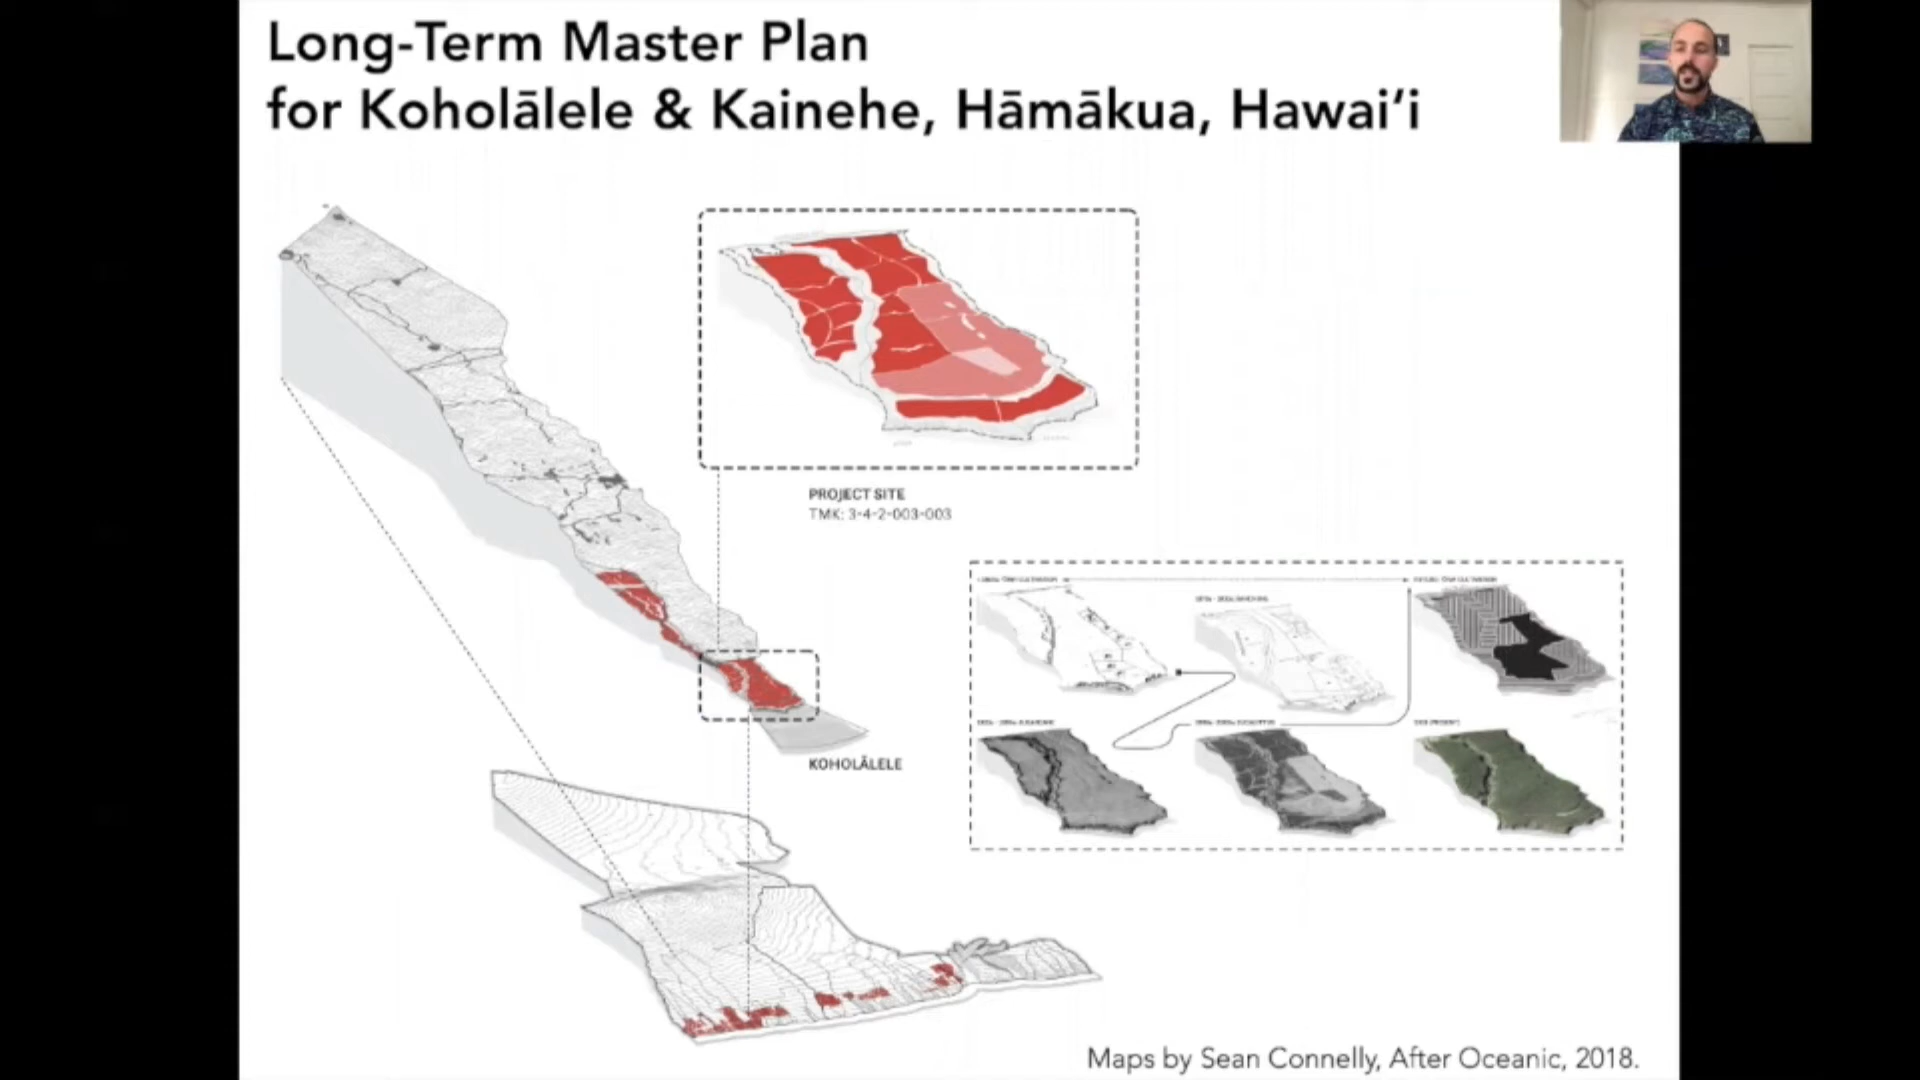 Long-Term Master Plan
for Koholālele & Kainehe, Hāmākua, Hawaiʻi
PROJECT SITE
TMK: 3-4-2-003-003
KOHOLĀLELE
Maps by Sean Connelly, After Oceanic, 2018.